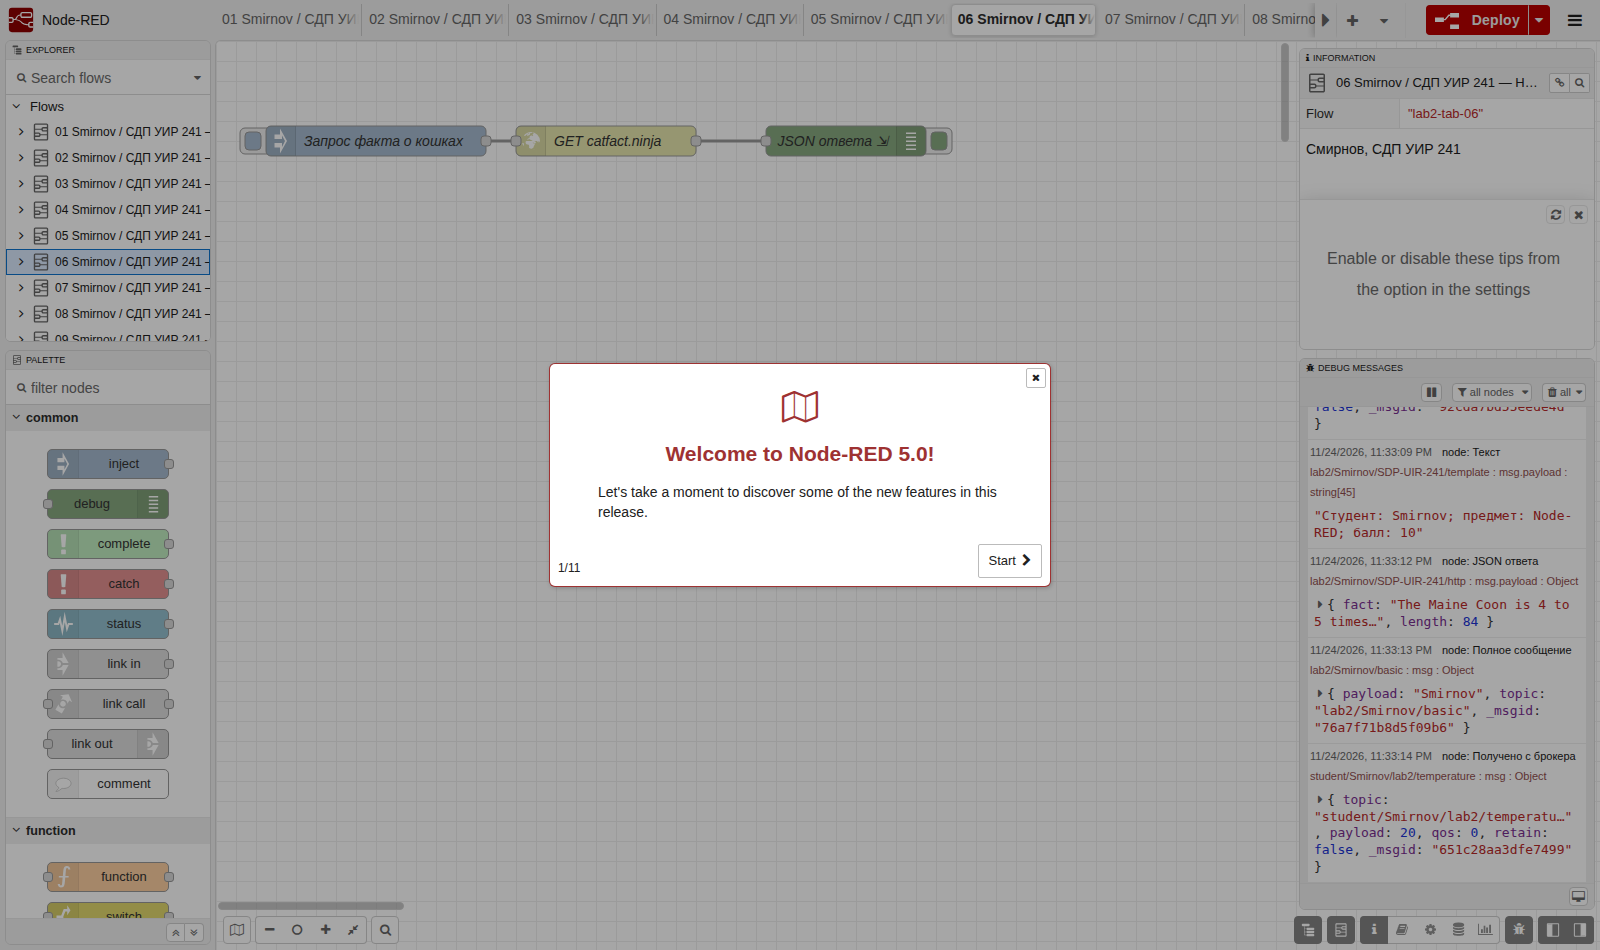 Node-RED
01 Smirnov / СДП УИ
02 Smirnov / СДП УИ
03 Smirnov / СДП УИ
04 Smirnov / СДП УИ
05 Smirnov / СДП УИ
06 Smirnov / СДП УИ
07 Smirnov / СДП УИ
08 Smirno
Deploy
EXPLORER
Search flows
Flows
01 Smirnov / СДП УИР 241 –
02 Smirnov / СДП УИР 241 –
03 Smirnov / СДП УИР 241 –
04 Smirnov / СДП УИР 241 –
05 Smirnov / СДП УИР 241 –
06 Smirnov / СДП УИР 241 –
07 Smirnov / СДП УИР 241 –
08 Smirnov / СДП УИР 241 –
09 Smirnov / СДП УИР 241 -
PALETTE
filter nodes
common
inject
debug
complete
catch
status
link in
link call
link out
comment
function
function
switch
Запрос факта о кошках
GET catfact.ninja
JSON ответа ⇲
Welcome to Node-RED 5.0!
Let's take a moment to discover some of the new features in this
release.
1/11
Start
INFORMATION
06 Smirnov / СДП УИР 241 — H...
Flow
"lab2-tab-06"
Смирнов, СДП УИР 241
Enable or disable these tips from
the option in the settings
DEBUG MESSAGES
all nodes
all
false, _msgid: "92cda7bd55eede4d"
}
11/24/2026, 11:33:09 PM node: Текст
lab2/Smirnov/SDP-UIR-241/template : msg.payload :
string[45]
"Студент: Smirnov; предмет: Node-
RED; балл: 10"
11/24/2026, 11:33:12 PM node: JSON ответа
lab2/Smirnov/SDP-UIR-241/http : msg.payload : Object
{ fact: "The Maine Coon is 4 to
5 times…", length: 84 }
11/24/2026, 11:33:13 PM node: Полное сообщение
lab2/Smirnov/basic : msg : Object
{ payload: "Smirnov", topic:
"lab2/Smirnov/basic", _msgid:
"76a7f71b8d5f09b6" }
11/24/2026, 11:33:14 PM node: Получено с брокера
student/Smirnov/lab2/temperature : msg : Object
{ topic:
"student/Smirnov/lab2/temperatu…"
, payload: 20, qos: 0, retain:
false, _msgid: "651c28aa3dfe7499"
}